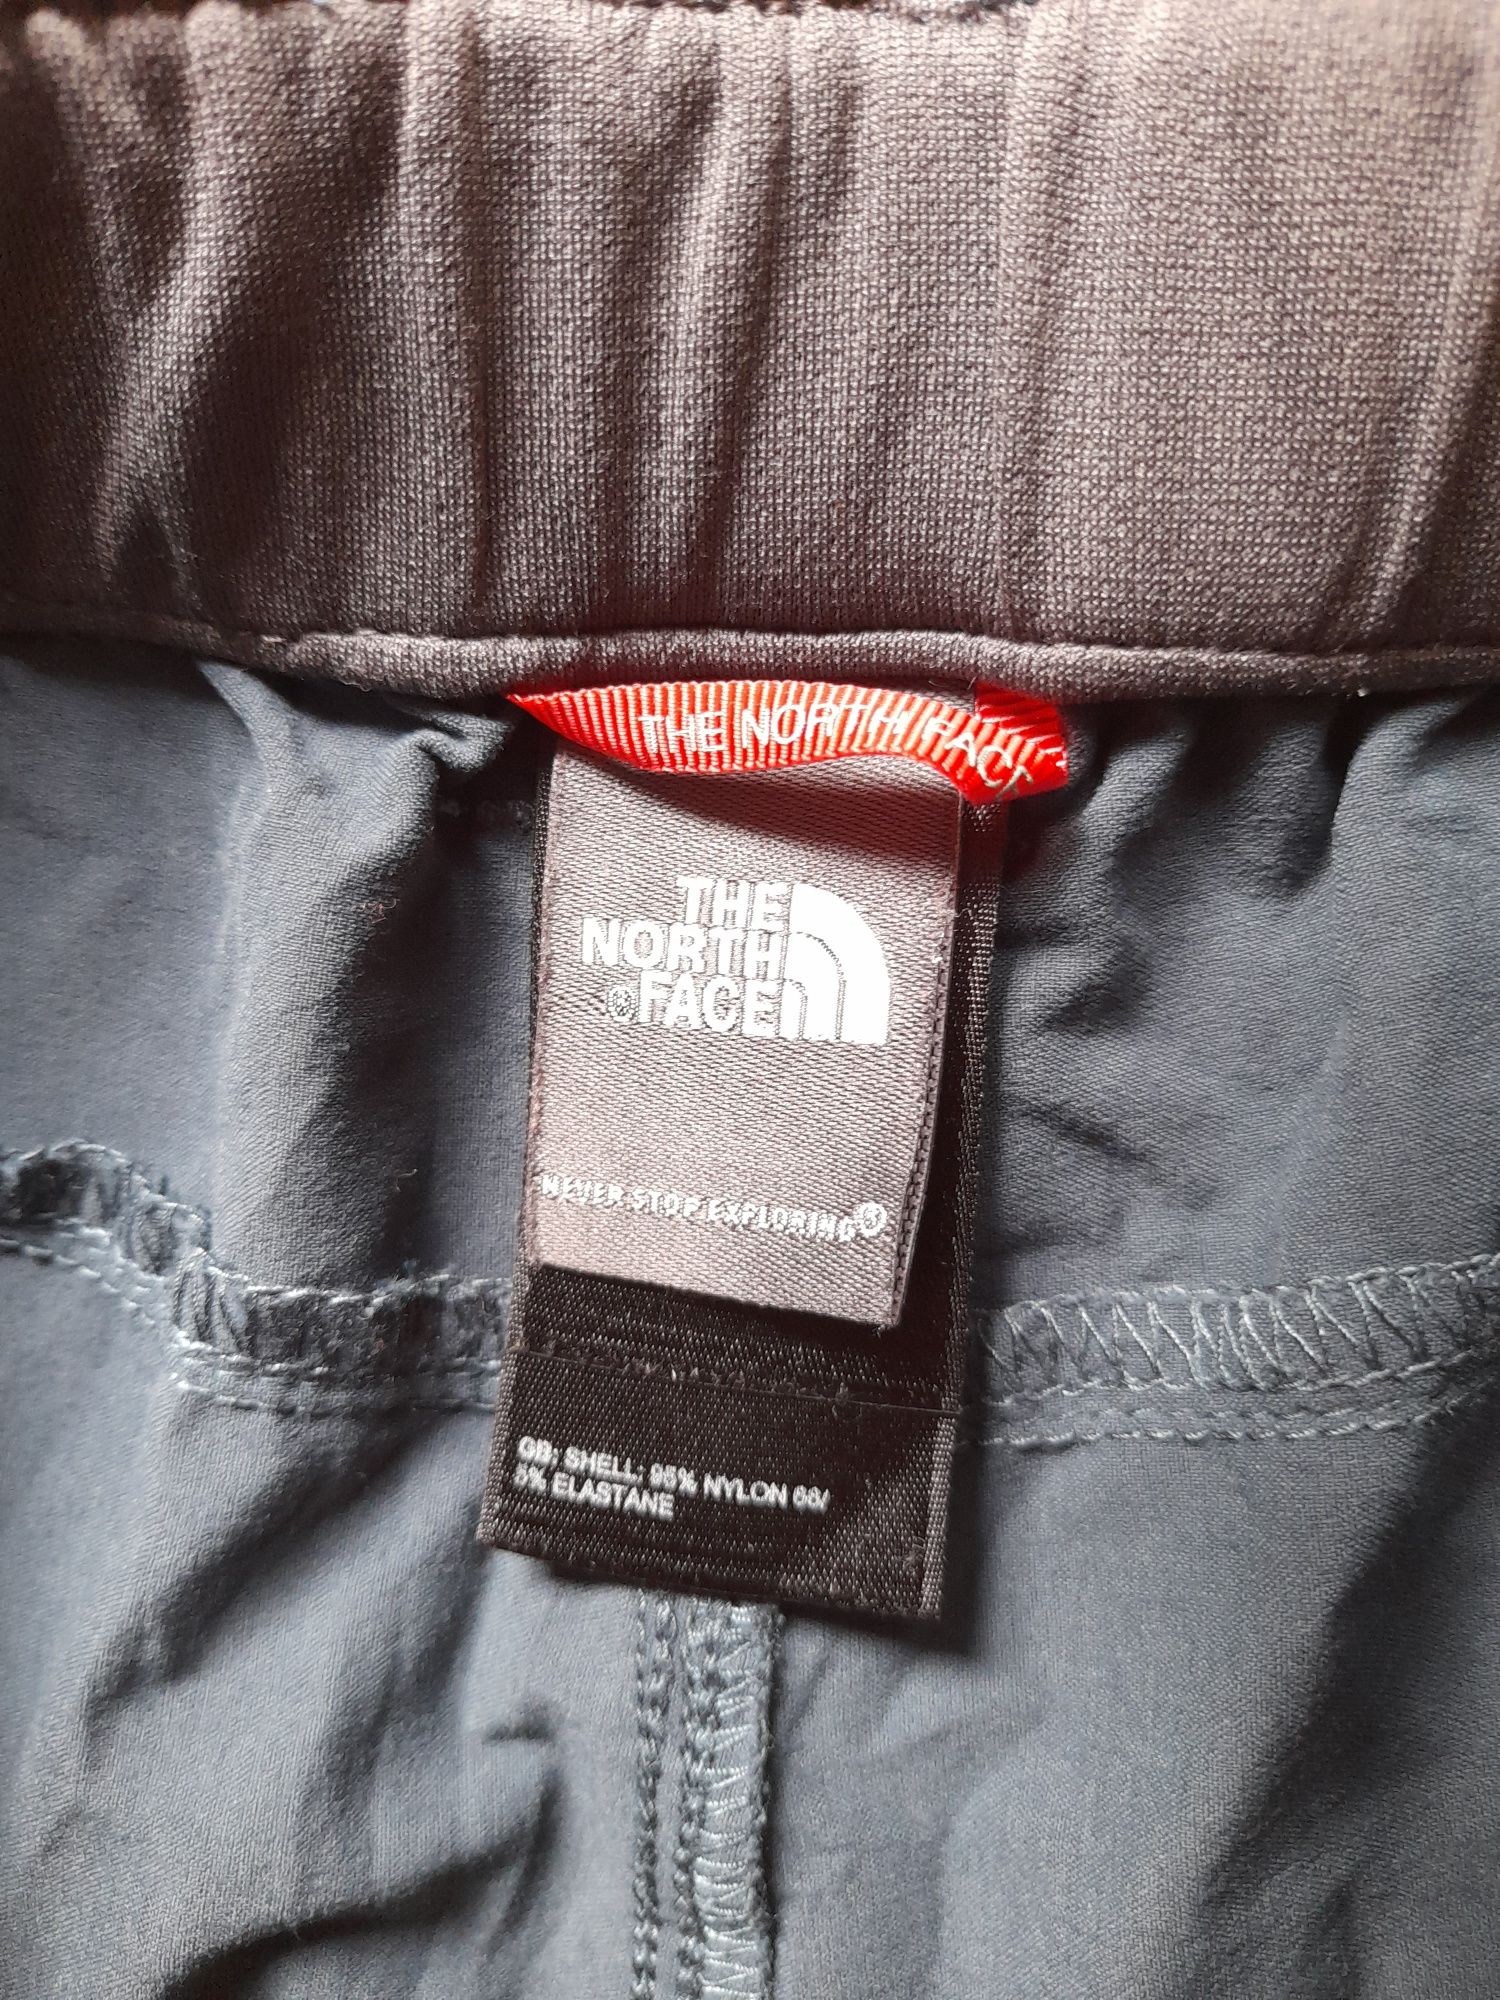 THE NORTH FACE
THE
NORTH
FACE
NEVER STOP EXPLORING®
GB: SHELL: 95% NYLON 66/
5% ELASTANE